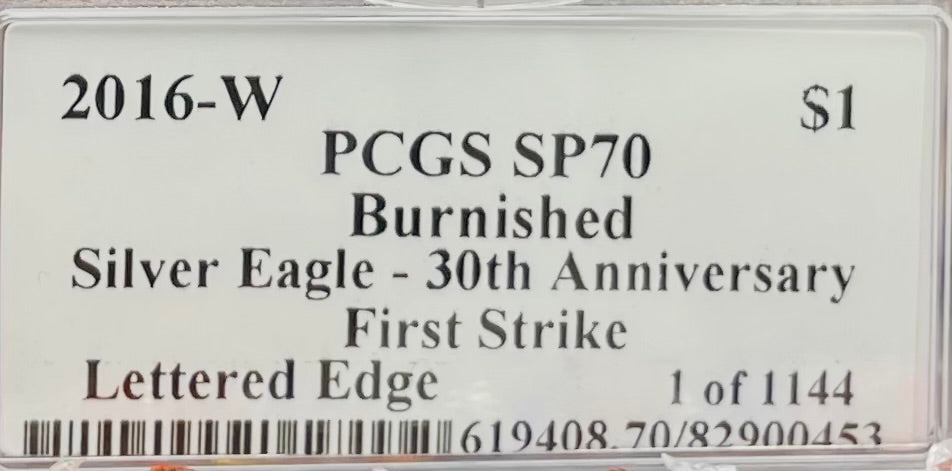 2016-W $1
PCGS SP70
Burnished
Silver Eagle - 30th Anniversary
First Strike
Lettered Edge 1 of 1144
619408.70/82900453